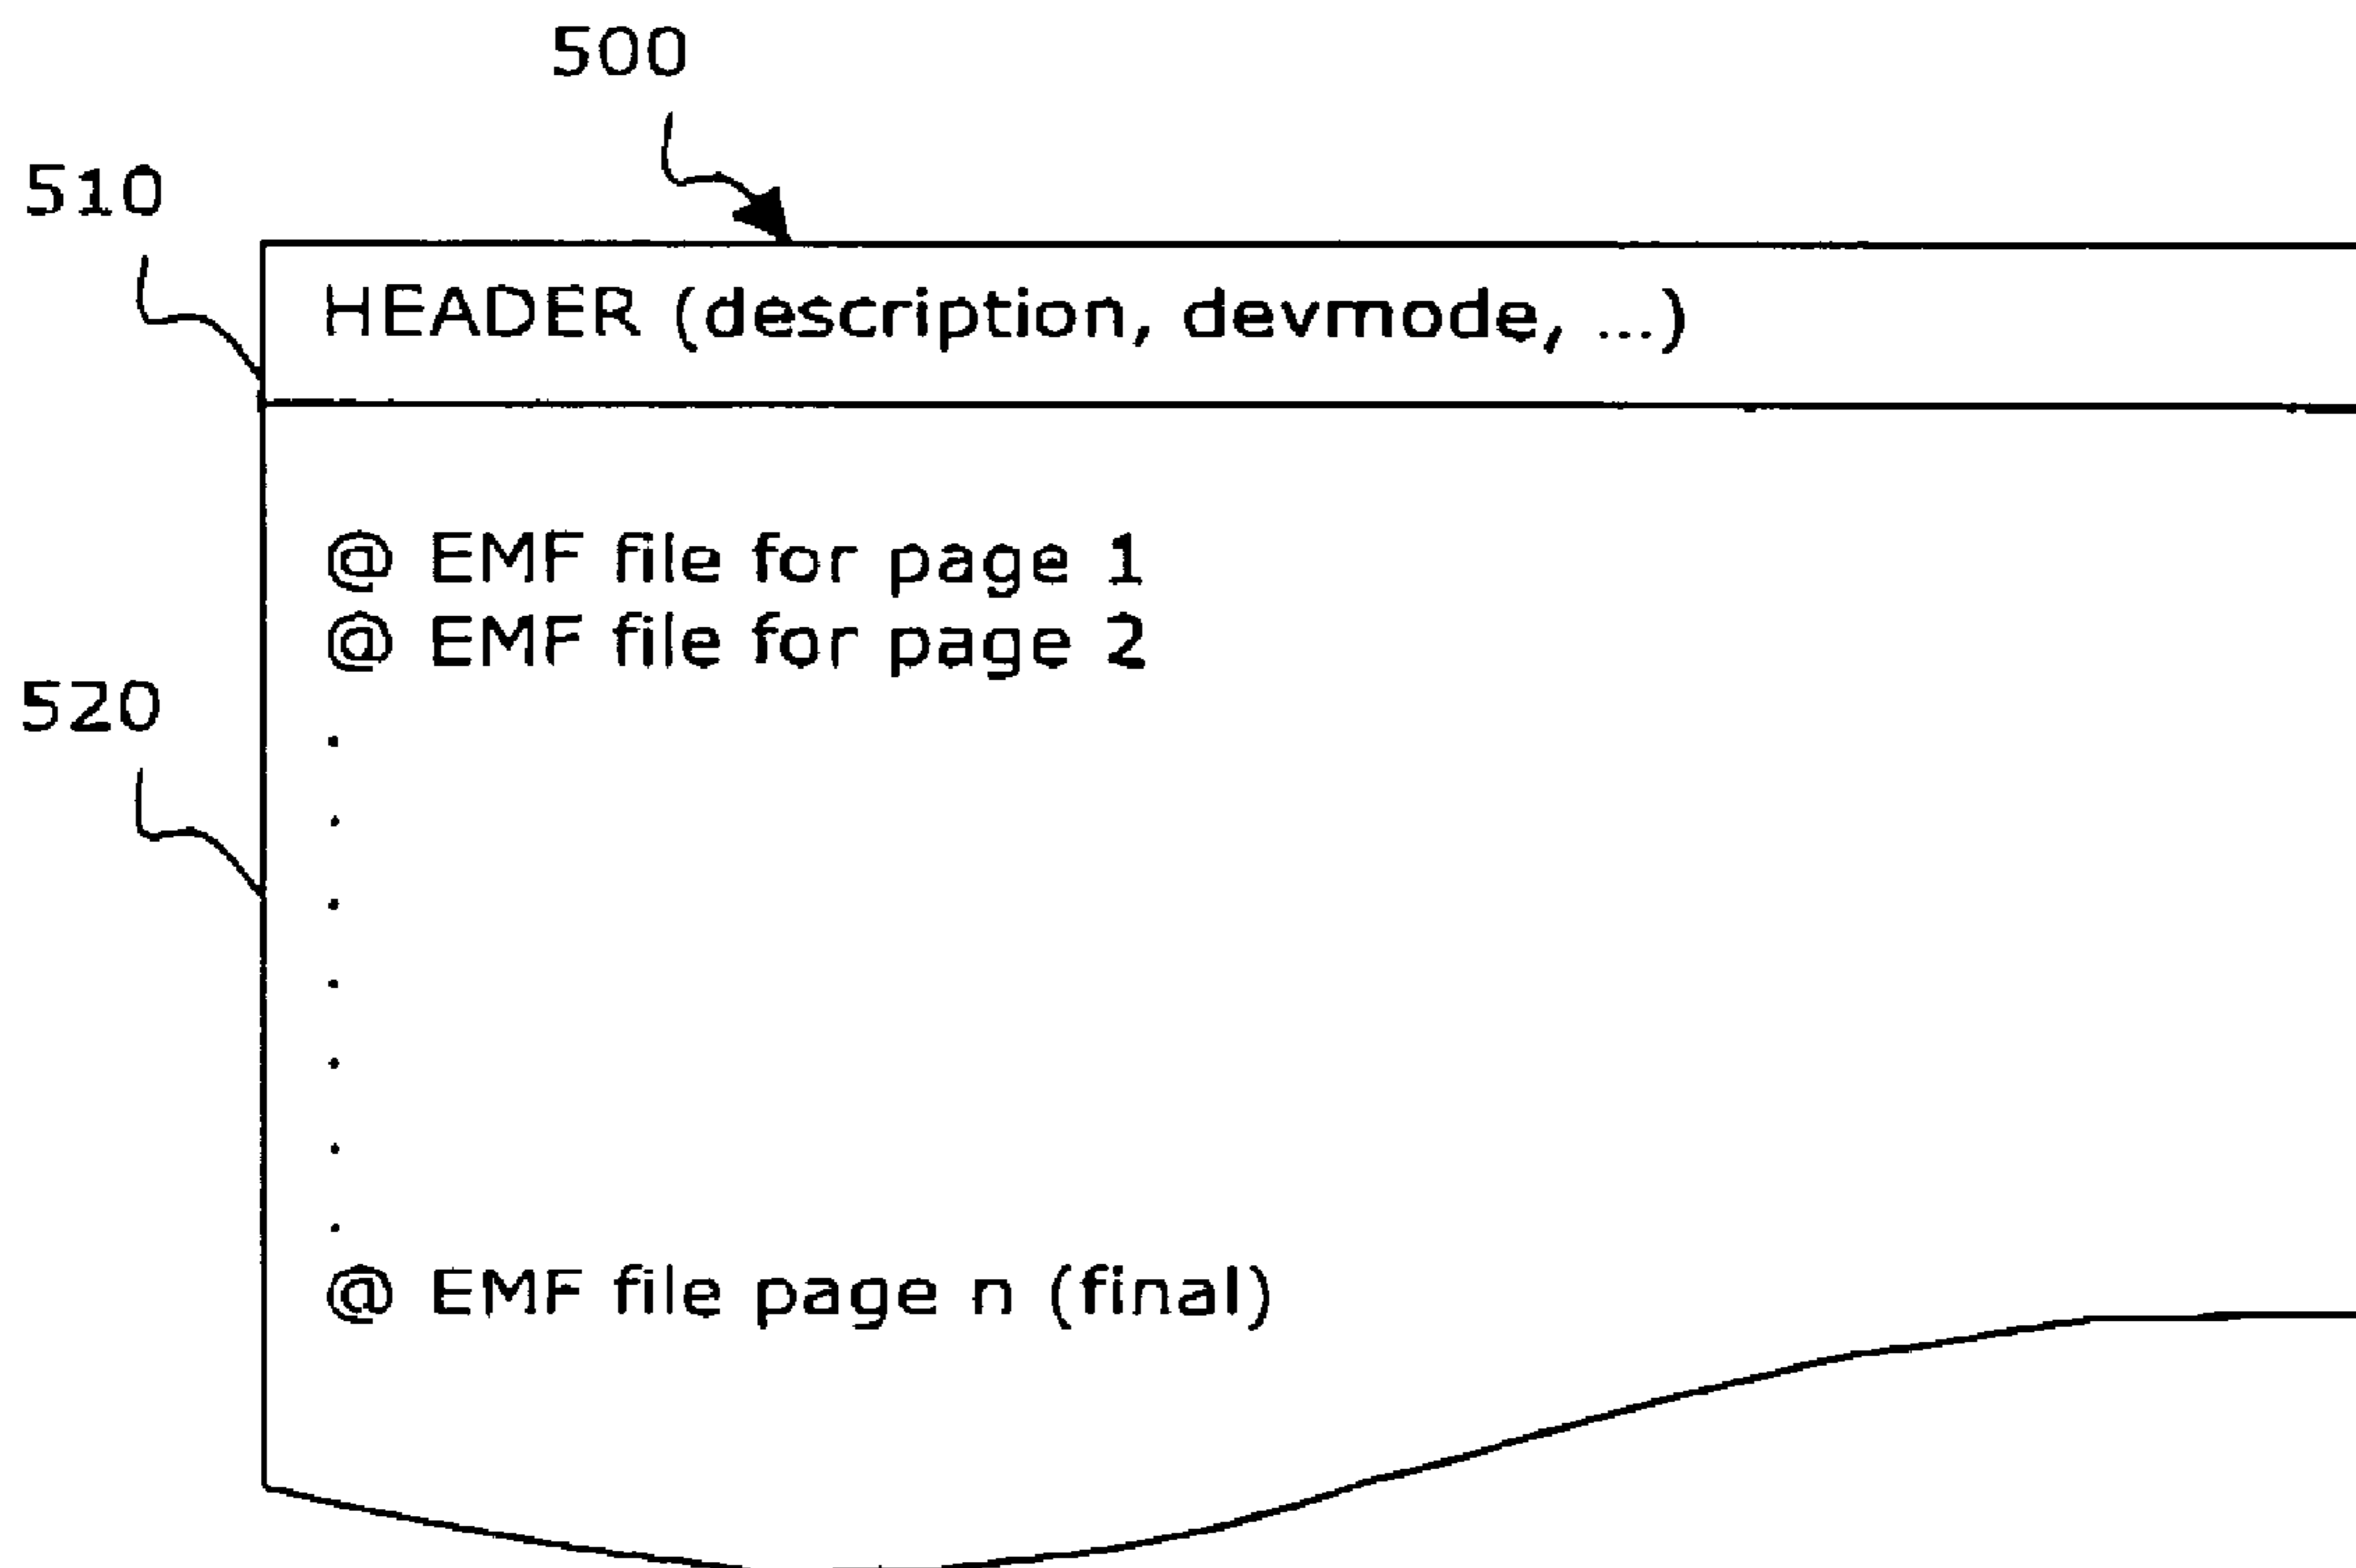 500
510
HEADER (description, devmode, ...)
@ EMF file for page 1
@ EMF file for page 2
520
.
.
.
.
.
.
.
@ EMF file page n (final)